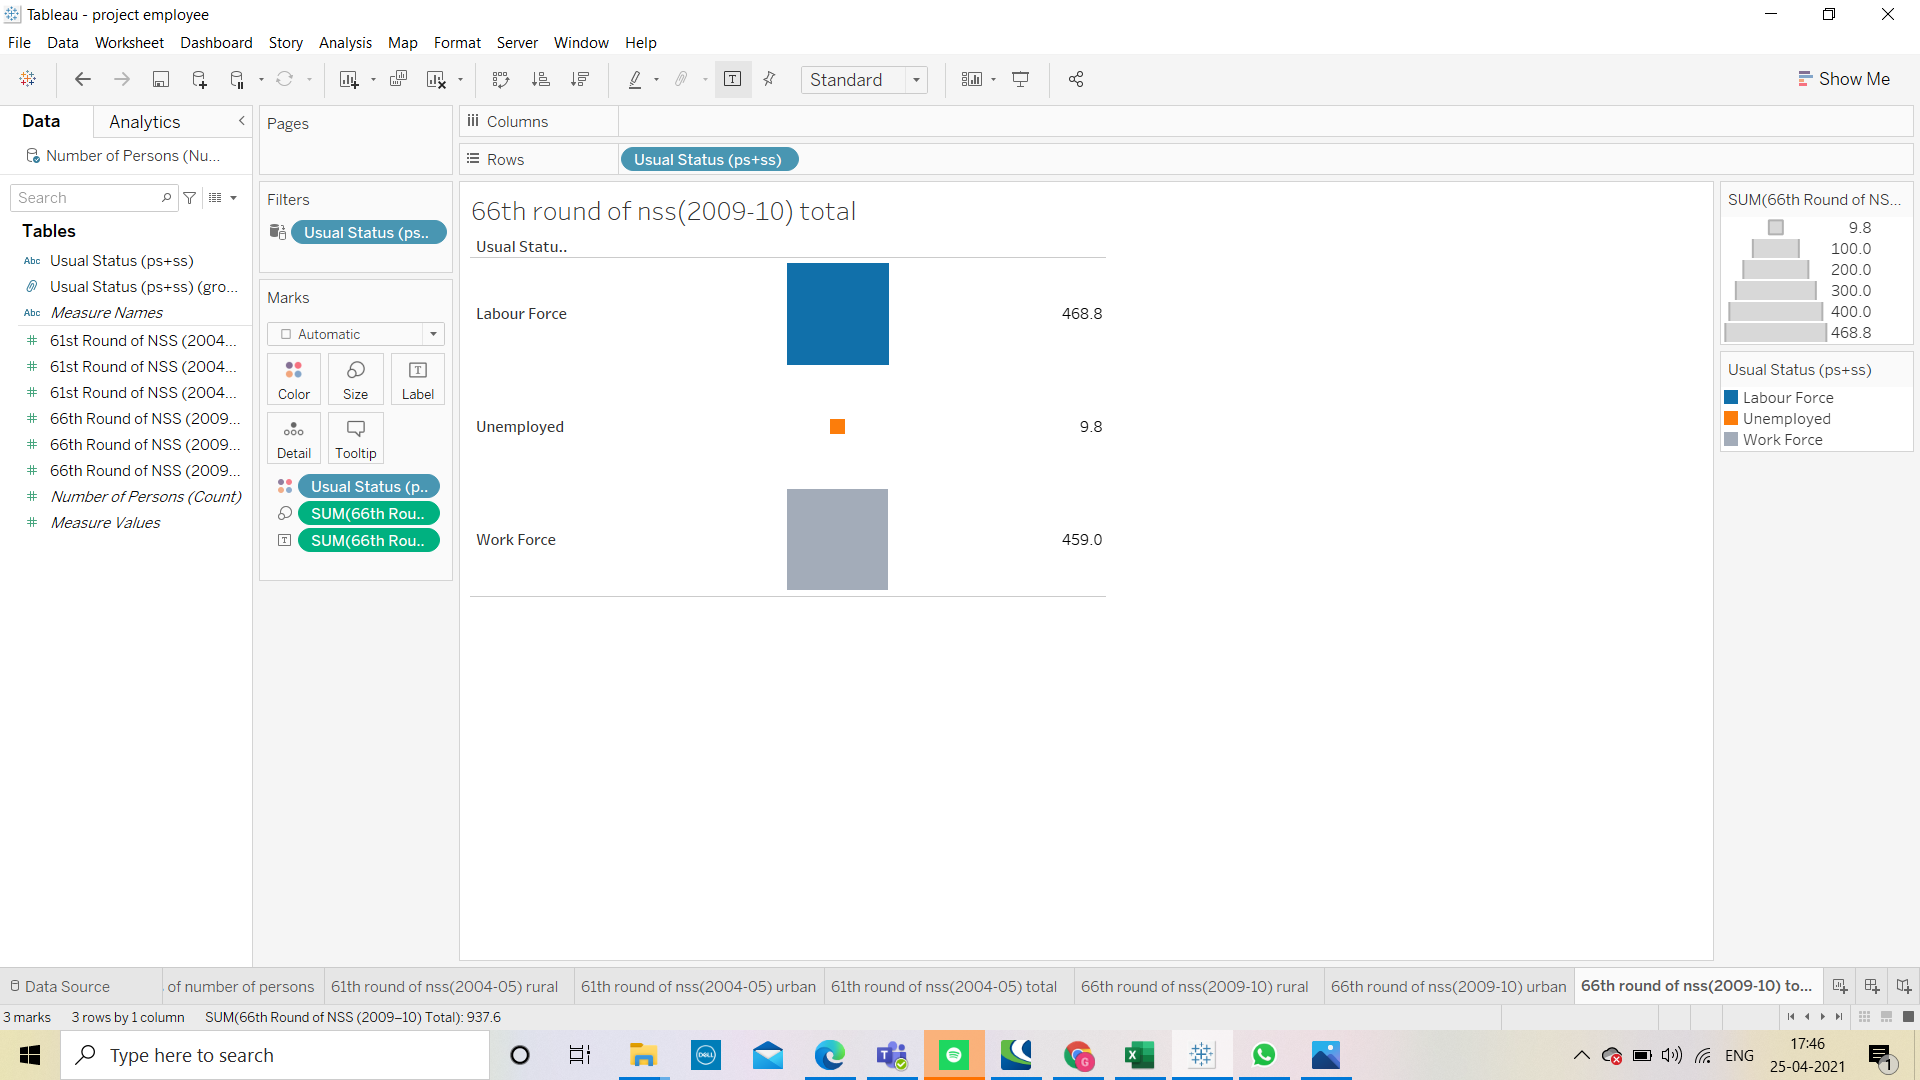 Tableau - project employee
File Data Worksheet Dashboard Story Analysis Map Format Server Window Help
Standard
Show Me
Data Analytics
Number of Persons (Nu...
Search
Tables
Abc Usual Status (ps+ss)
Usual Status (ps+ss) (gro...
Abc Measure Names
# 61st Round of NSS (2004...
# 61st Round of NSS (2004...
# 61st Round of NSS (2004...
# 66th Round of NSS (2009...
# 66th Round of NSS (2009...
# 66th Round of NSS (2009...
# Number of Persons (Count)
# Measure Values
Pages
Filters
Usual Status (ps..
Marks
Automatic
Color Size Label
Detail Tooltip
Usual Status (p..
SUM(66th Rou..
SUM(66th Rou..
Columns
Rows Usual Status (ps+ss)
66th round of nss(2009-10) total
Usual Statu..
Labour Force 468.8
Unemployed 9.8
Work Force 459.0
SUM(66th Round of NS...
9.8
100.0
200.0
300.0
400.0
468.8
Usual Status (ps+ss)
Labour Force
Unemployed
Work Force
Data Source . of number of persons 61th round of nss(2004-05) rural 61th round of nss(2004-05) urban 61th round of nss(2004-05) total 66th round of nss(2009-10) rural 66th round of nss(2009-10) urban 66th round of nss(2009-10) to...
3 marks 3 rows by 1 column SUM(66th Round of NSS (2009–10) Total): 937.6
Type here to search
DELL
ENG
17:46
25-04-2021
1